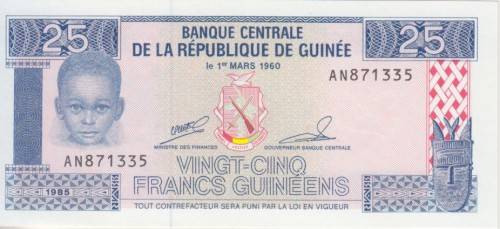 25
BANQUE CENTRALE
DE LA RÉPUBLIQUE DE GUINÉE
25
le 1er MARS 1960
AN871335
MINISTRE DES FINANCES
GOUVERNEUR BANQUE CENTRALE
AN871335
VINGT-CINQ
FRANCS GUINÉENS
1985
TOUT CONTREFACTEUR SERA PUNI PAR LA LOI EN VIGUEUR